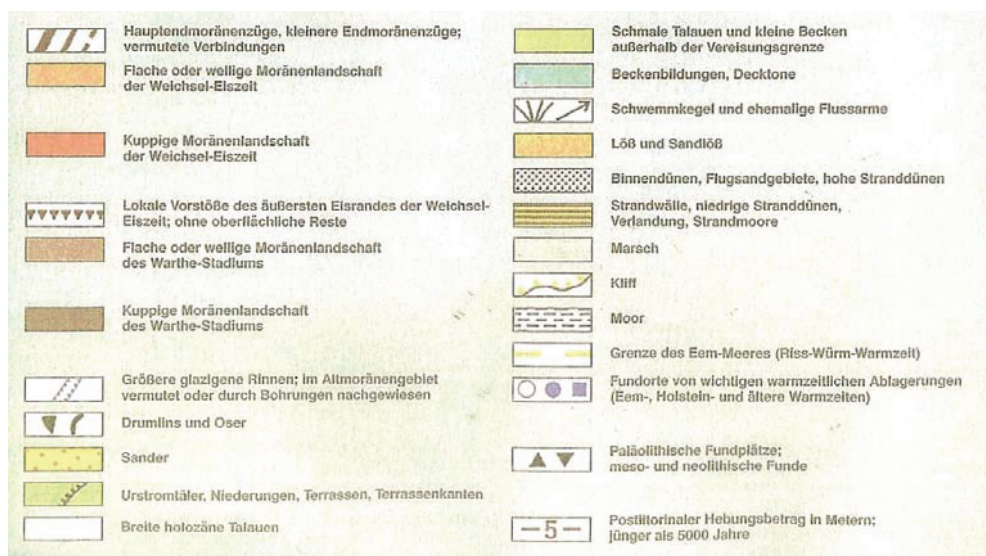 Hauptendmoränenzüge, kleinere Endmoränenzüge;
vermutete Verbindungen
Flache oder wellige Moränenlandschaft
der Weichsel-Eiszeit
Kuppige Moränenlandschaft
der Weichsel-Eiszeit
Lokale Vorstöße des äußersten Eisrandes der Weichsel-
Eiszeit; ohne oberflächliche Reste
Flache oder wellige Moränenlandschaft
des Warthe-Stadiums
Kuppige Moränenlandschaft
des Warthe-Stadiums
Größere glazigene Rinnen; im Altmoränengebiet
vermutet oder durch Bohrungen nachgewiesen
Drumlins und Oser
Sander
Urstromtäler, Niederungen, Terrassen, Terrassenkanten
Breite holozäne Talauen
Schmale Talauen und kleine Becken
außerhalb der Vereisungsgrenze
Beckenbildungen, Decktone
Schwemmkegel und ehemalige Flussarme
Löß und Sandlöß
Binnendünen, Flugsandgebiete, hohe Stranddünen
Strandwälle, niedrige Stranddünen,
Verlandung, Strandmoore
Marsch
Kliff
Moor
Grenze des Eem-Meeres (Riss-Würm-Warmzeit)
Fundorte von wichtigen warmzeitlichen Ablagerungen
(Eem-, Holstein- und ältere Warmzeiten)
Paläolithische Fundplätze;
meso- und neolithische Funde
—5— Postlitorinaler Hebungsbetrag in Metern;
jünger als 5000 Jahre